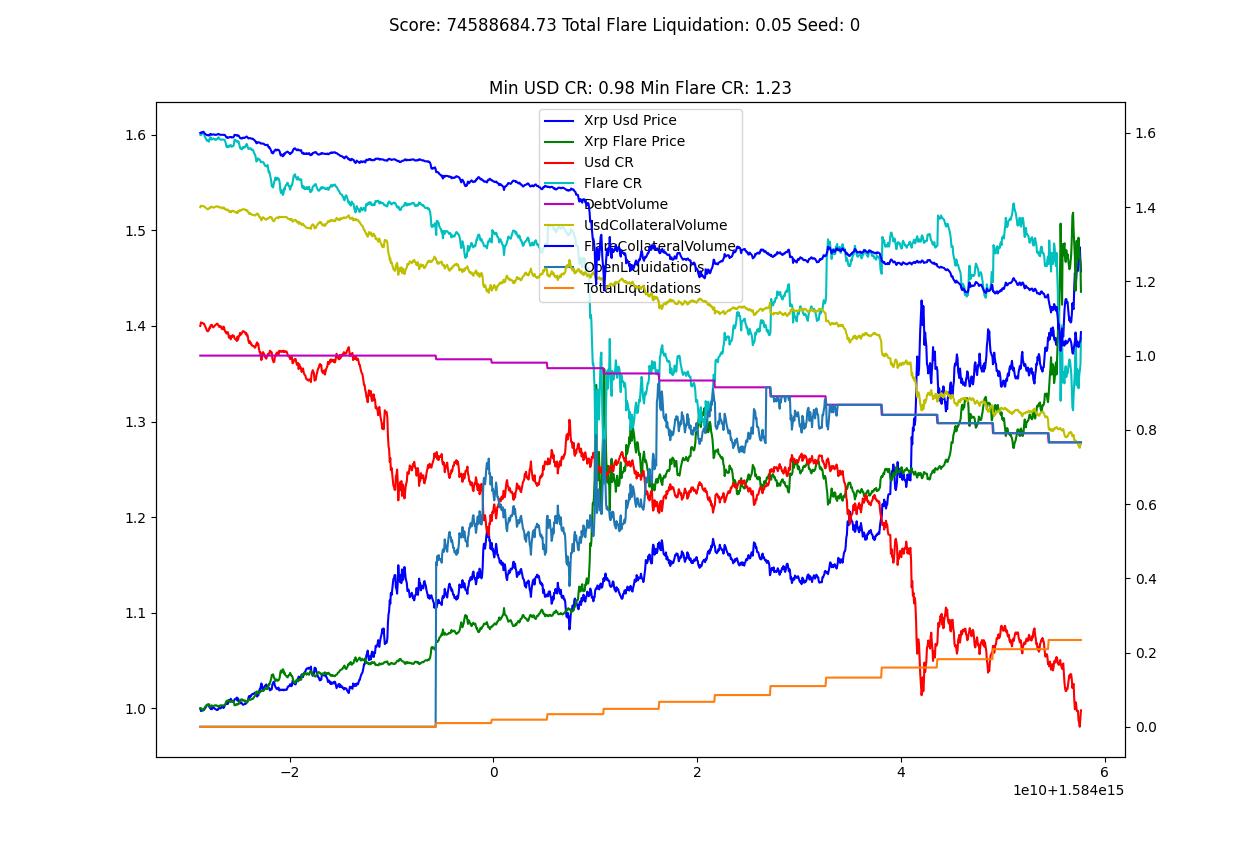 Score: 74588684.73 Total Flare Liquidation: 0.05 Seed: 0
Min USD CR: 0.98 Min Flare CR: 1.23
Xrp Usd Price
Xrp Flare Price
Usd CR
Flare CR
DebtVolume
UsdCollateralVolume
FlareCollateralVolume
OpenLiquidations
TotalLiquidations
1.6
1.5
1.4
1.3
1.2
1.1
1.0
1.6
1.4
1.2
1.0
0.8
0.6
0.4
0.2
0.0
−2
0
2
4
6
1e10+1.584e15